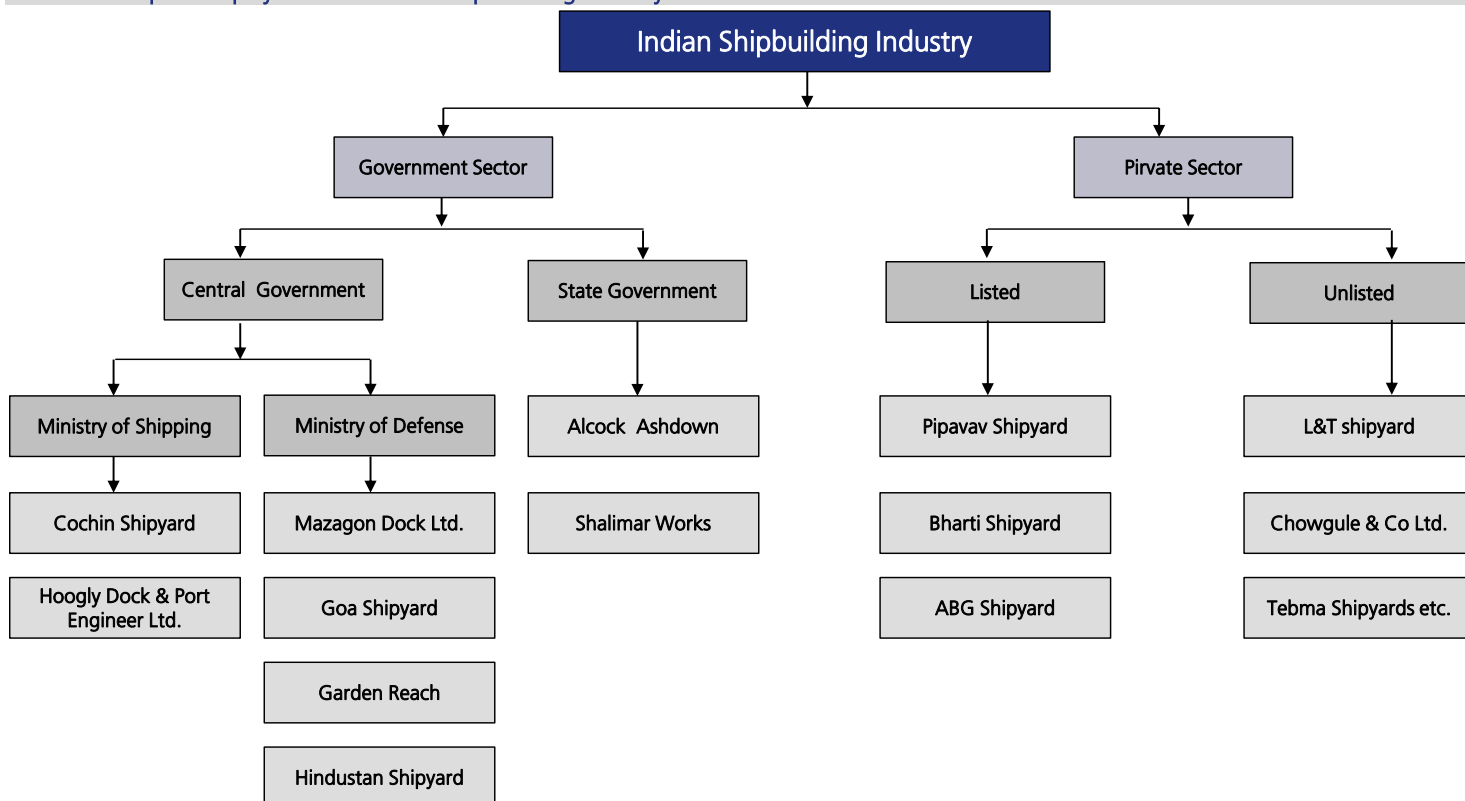 Indian Shipbuilding Industry
Government Sector
Pirvate Sector
Central Government
State Government
Listed
Unlisted
Ministry of Shipping
Ministry of Defense
Alcock Ashdown
Pipavav Shipyard
L&T shipyard
Cochin Shipyard
Mazagon Dock Ltd.
Shalimar Works
Bharti Shipyard
Chowgule & Co Ltd.
Hoogly Dock & Port
Engineer Ltd.
Goa Shipyard
ABG Shipyard
Tebma Shipyards etc.
Garden Reach
Hindustan Shipyard